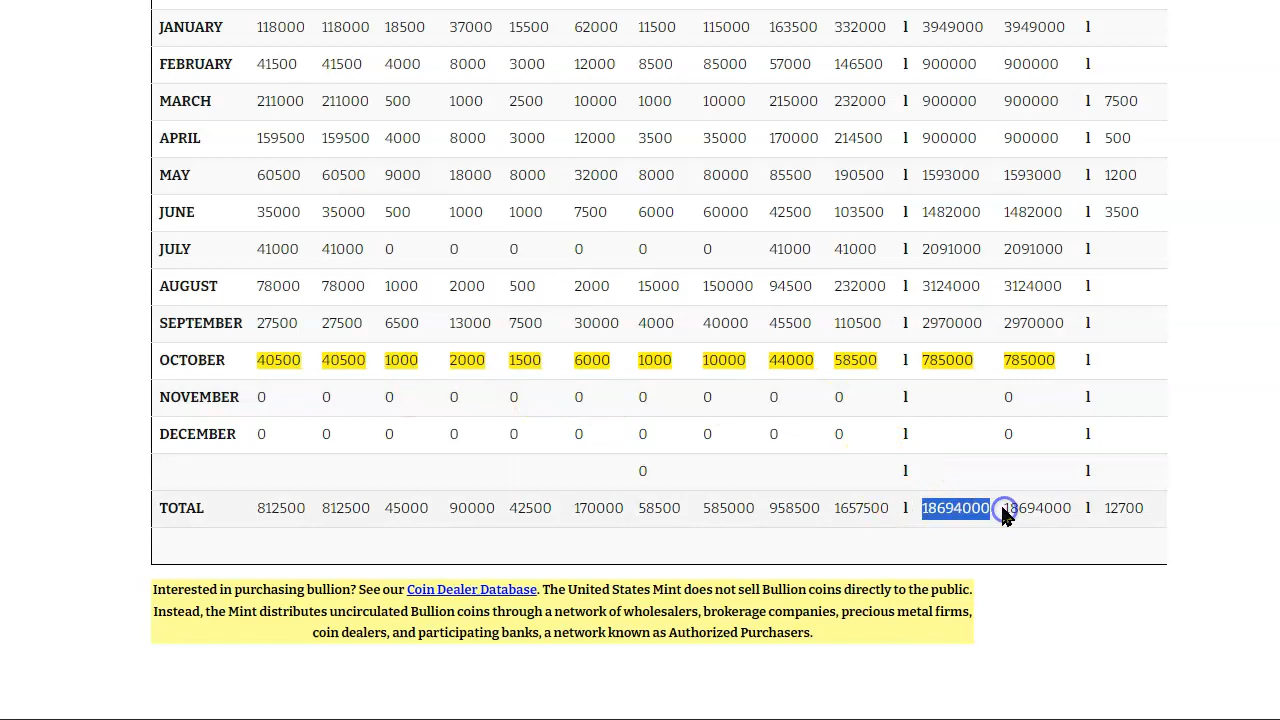 JANUARY 118000 118000 18500 37000 15500 62000 11500 115000 163500 332000 l 3949000 3949000 l
FEBRUARY 41500 41500 4000 8000 3000 12000 8500 85000 57000 146500 l 900000 900000 l
MARCH 211000 211000 500 1000 2500 10000 1000 10000 215000 232000 l 900000 900000 l 7500
APRIL 159500 159500 4000 8000 3000 12000 3500 35000 170000 214500 l 900000 900000 l 500
MAY 60500 60500 9000 18000 8000 32000 8000 80000 85500 190500 l 1593000 1593000 l 1200
JUNE 35000 35000 500 1000 1000 7500 6000 60000 42500 103500 l 1482000 1482000 l 3500
JULY 41000 41000 0 0 0 0 0 0 41000 41000 l 2091000 2091000 l
AUGUST 78000 78000 1000 2000 500 2000 15000 150000 94500 232000 l 3124000 3124000 l
SEPTEMBER 27500 27500 6500 13000 7500 30000 4000 40000 45500 110500 l 2970000 2970000 l
OCTOBER 40500 40500 1000 2000 1500 6000 1000 10000 44000 58500 l 785000 785000 l
NOVEMBER 0 0 0 0 0 0 0 0 0 0 l 0 l
DECEMBER 0 0 0 0 0 0 0 0 0 0 l 0 l
0 l l
TOTAL 812500 812500 45000 90000 42500 170000 58500 585000 958500 1657500 l 18694000 18694000 l 12700
Interested in purchasing bullion? See our Coin Dealer Database. The United States Mint does not sell Bullion coins directly to the public.
Instead, the Mint distributes uncirculated Bullion coins through a network of wholesalers, brokerage companies, precious metal firms,
coin dealers, and participating banks, a network known as Authorized Purchasers.